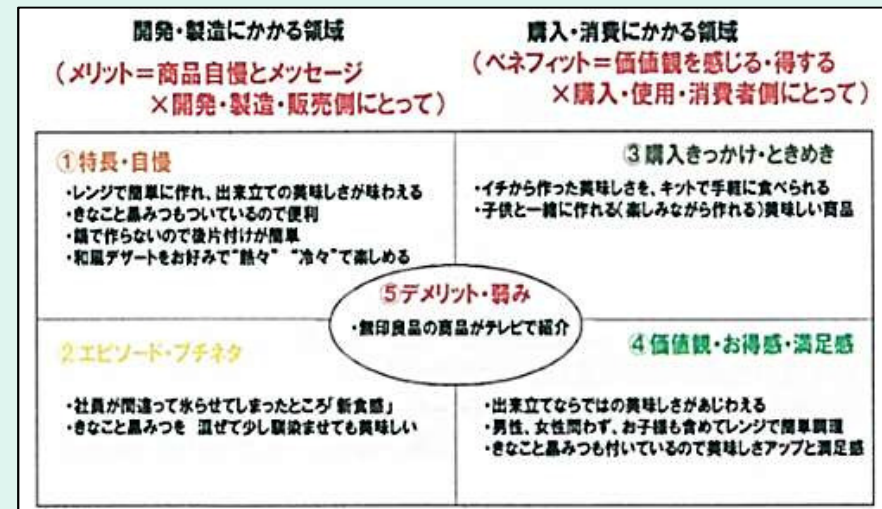 開発・製造にかかる領域
(メリット＝商品自慢とメッセージ
×開発・製造・販売側にとって)
購入・消費にかかる領域
(ベネフィット＝価値観を感じる・得する
×購入・使用・消費者側にとって)
①特長・自慢
・レンジで簡単に作れ、出来立ての美味しさが味わえる
・きなこと黒みつもついているので便利
・鍋で作らないので後片付けが簡単
・和風デザートをお好みで“熱々” “冷々”で楽しめる
③購入きっかけ・ときめき
・イチから作った美味しさを、キットで手軽に食べられる
・子供と一緒に作れる(楽しみながら作れる)美味しい商品
⑤デメリット・弱み
・無印良品の商品がテレビで紹介
2エピソード・プチネタ
・社員が間違って氷らせてしまったところ「新食感」
・きなこと黒みつを 混ぜて少し馴染ませても美味しい
④価値観・お得感・満足感
・出来立てならではの美味しさがあじわえる
・男性、女性問わず、お子様も含めてレンジで簡単調理
・きなこと黒みつも付いているので美味しさアップと満足感